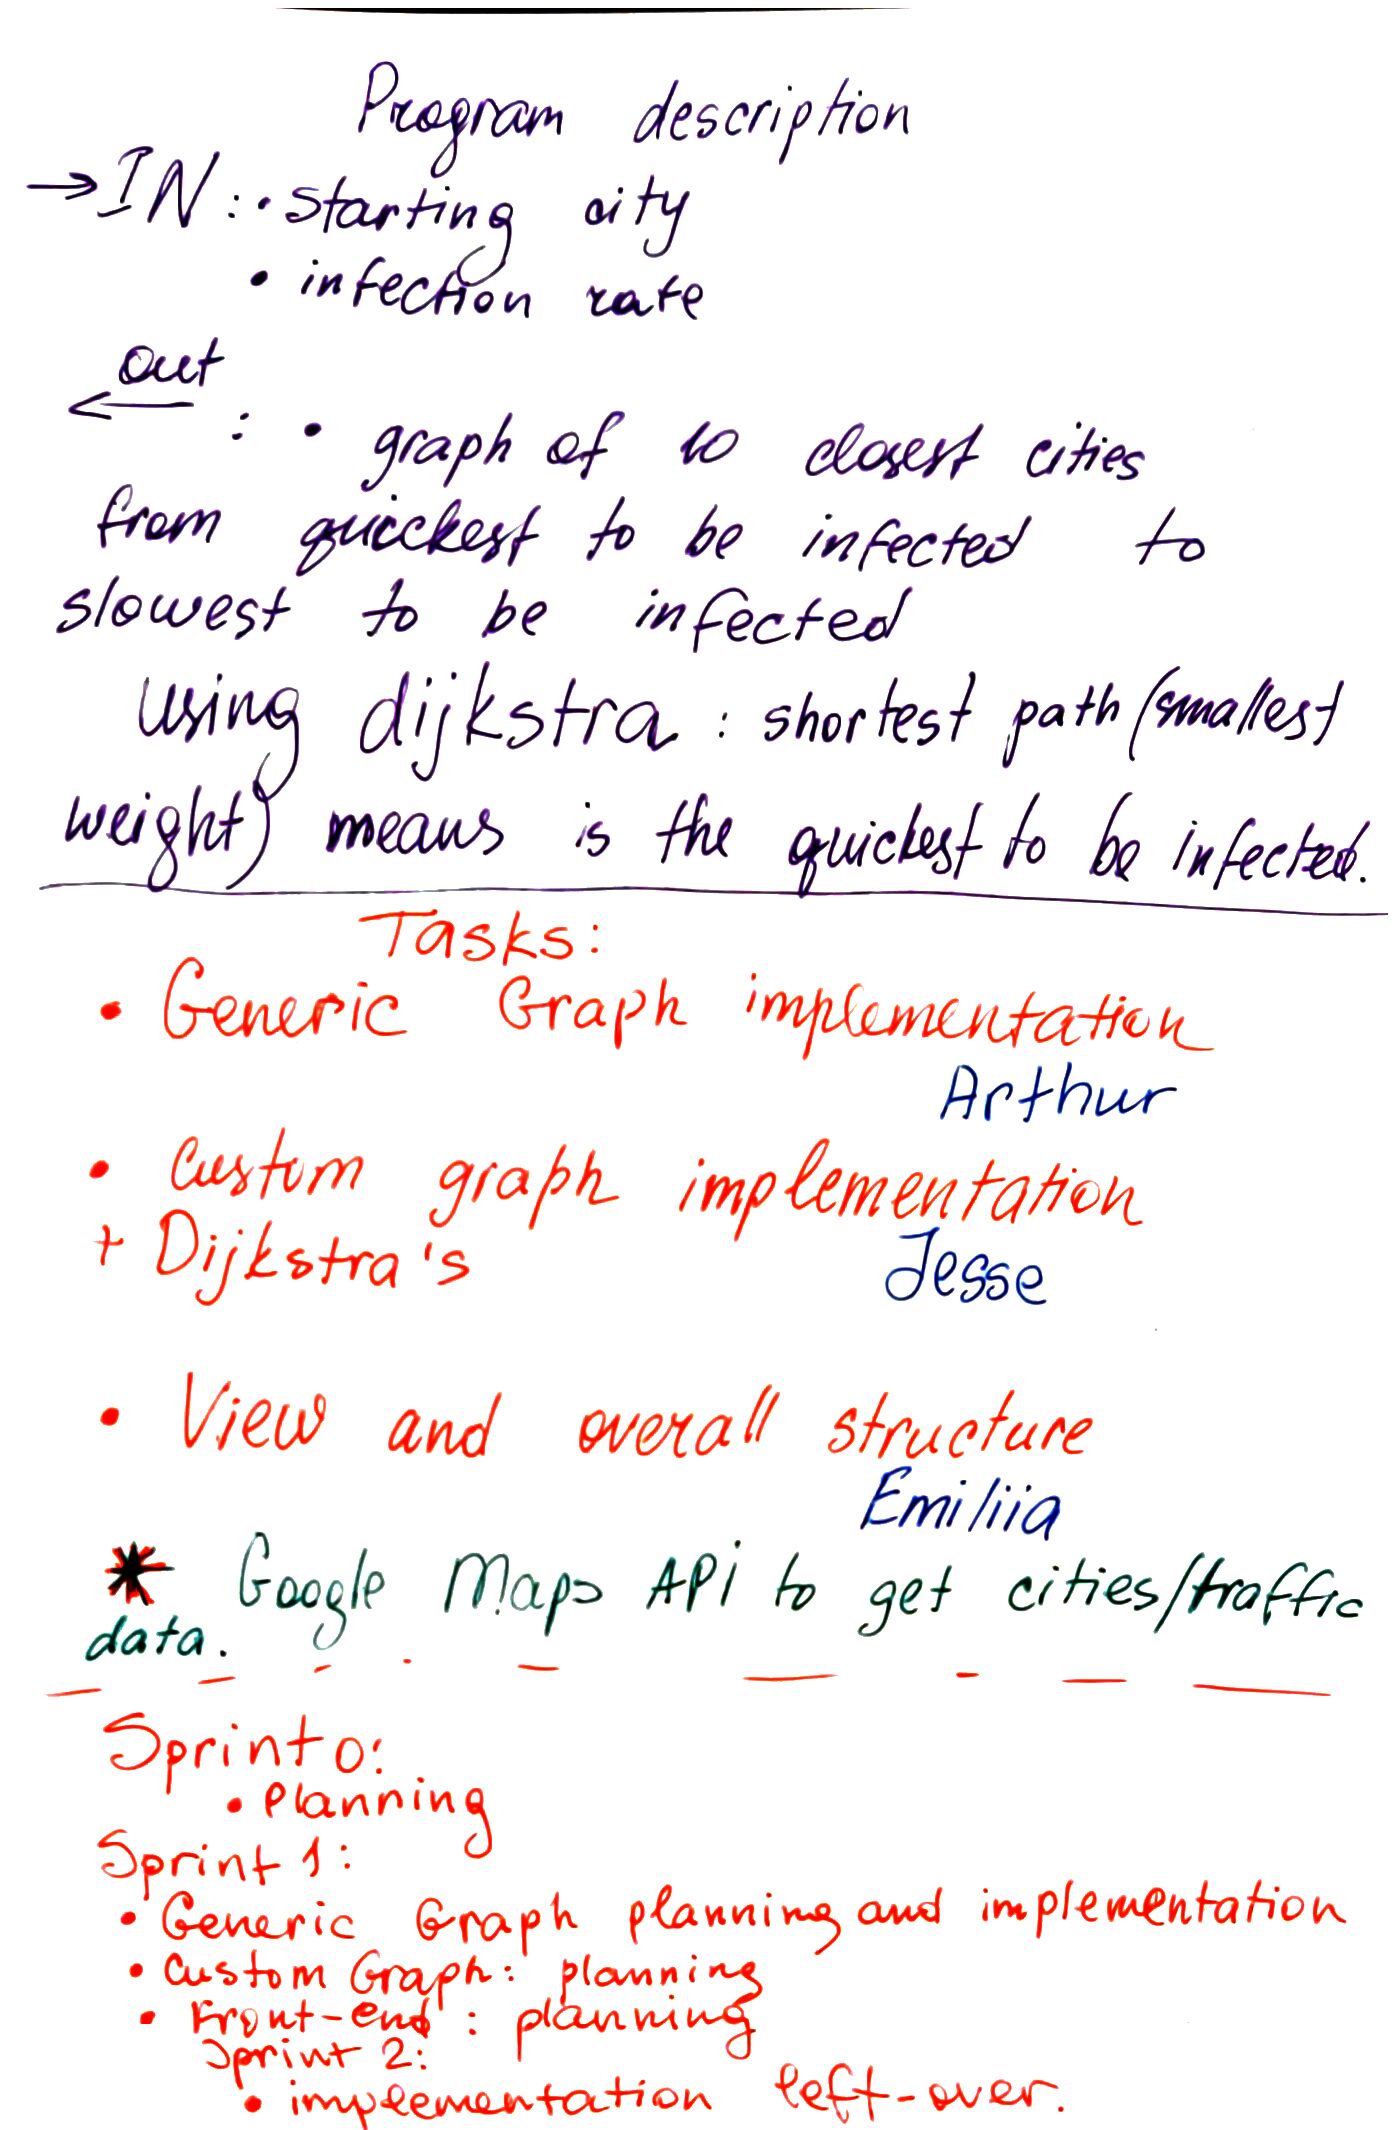 Program description
→ IN : • starting city
• infection rate
out
← : • graph of 10 closest cities
from quickest to be infected to
slowest to be infected
using dijkstra : shortest path (smallest
weight) means is the quickest to be infected.
Tasks:
• Generic Graph implementation
Arthur
• Custom graph implementation
+ Dijkstra's
Jesse
• View and overall structure
Emiliia
* Google Maps API to get cities/traffic
data.
Sprint 0:
• Planning
Sprint 1:
• Generic Graph planning and implementation
• Custom Graph: planning
• Front-end : planning
Sprint 2:
• implementation left-over.